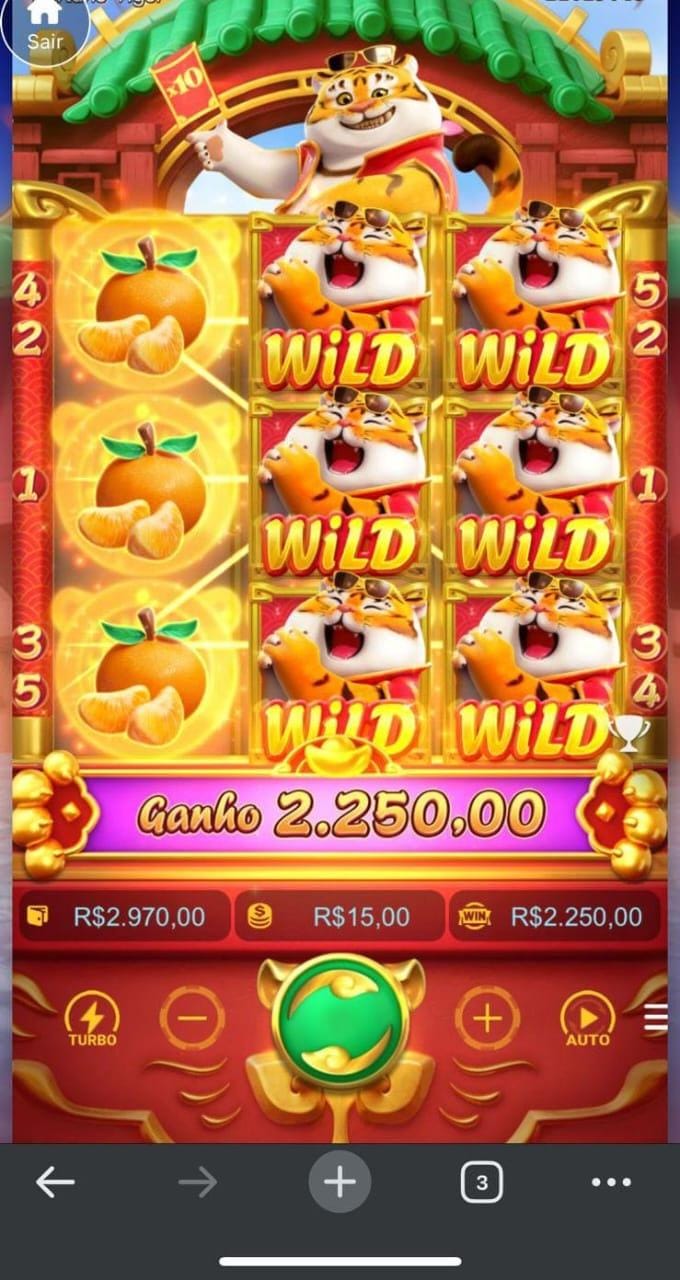 Sair
x10
4 WiLD WiLD 5
2 2
1 WiLD WiLD 1
3 3
5 WiLD WiLD 4
Ganho 2.250,00
R$2.970,00 R$15,00 WIN R$2.250,00
TURBO AUTO
3